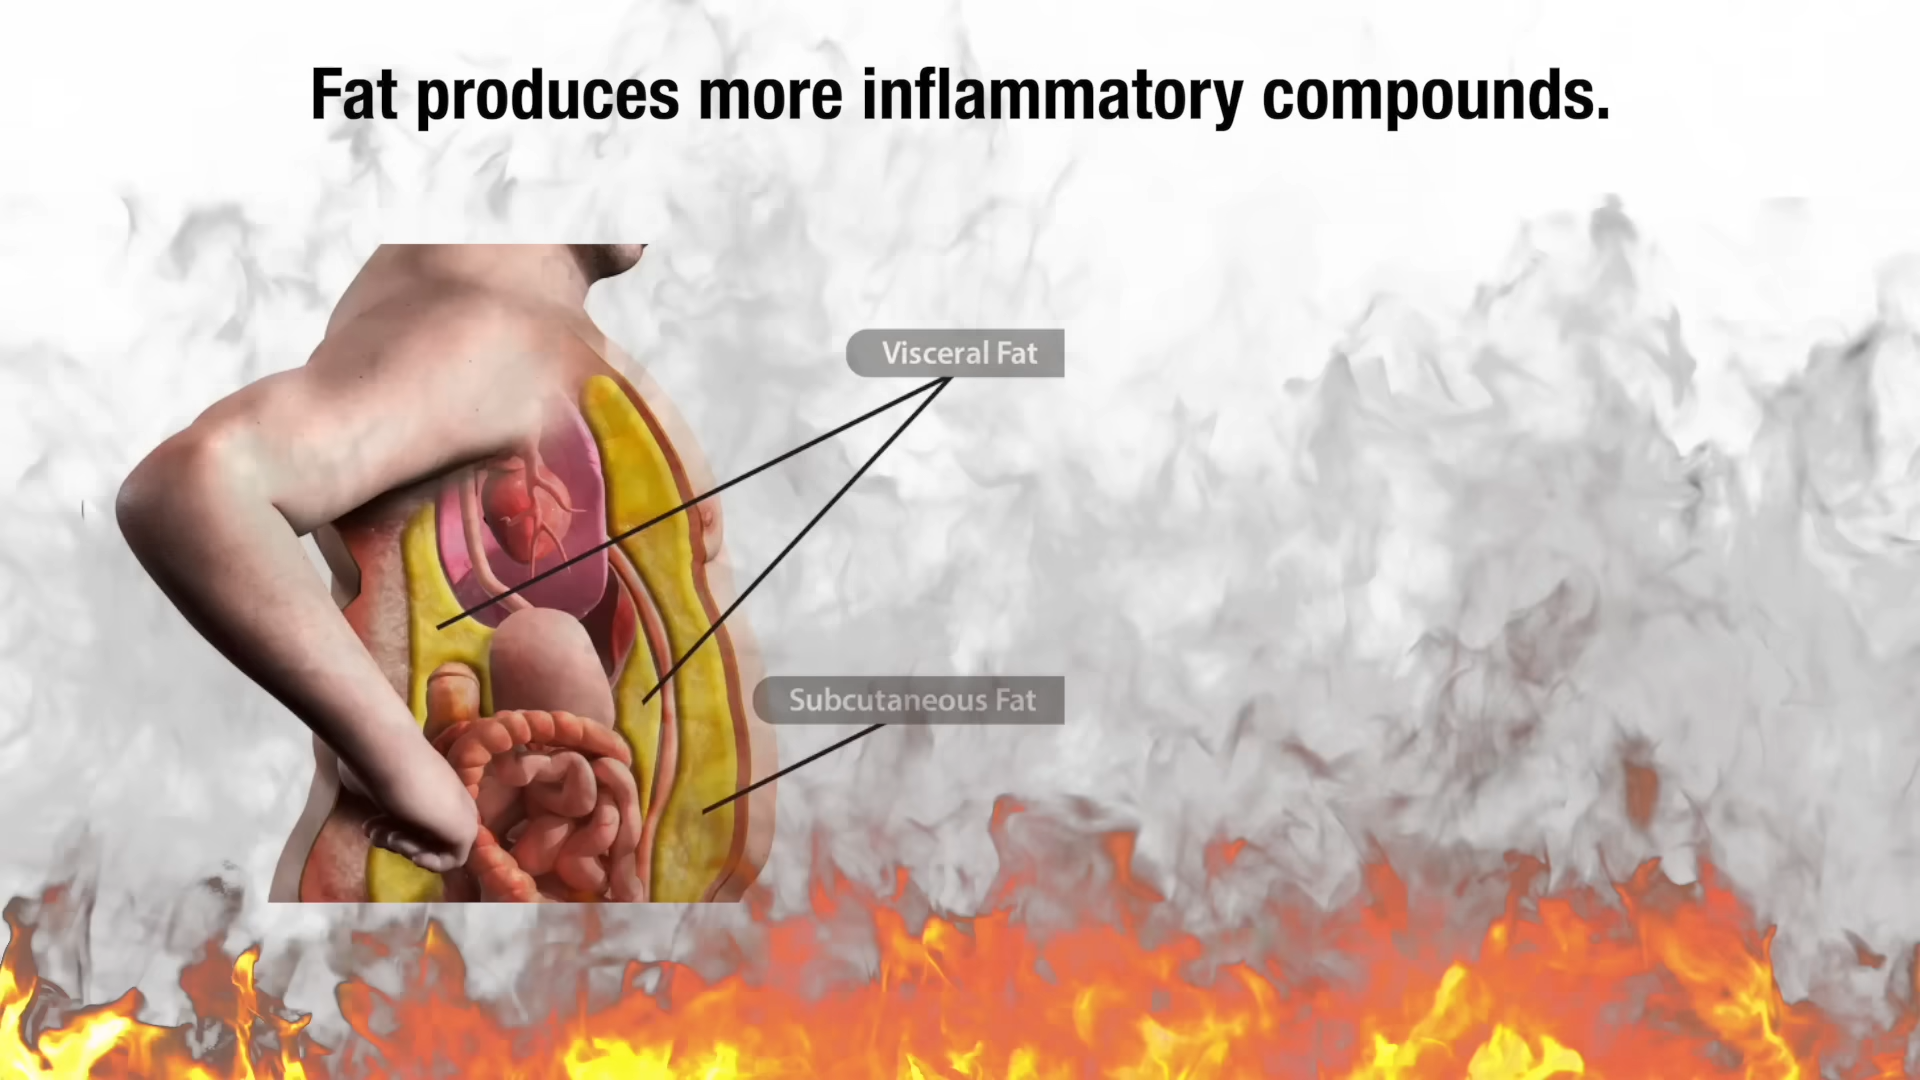 Fat produces more inflammatory compounds.
Visceral Fat
Subcutaneous Fat